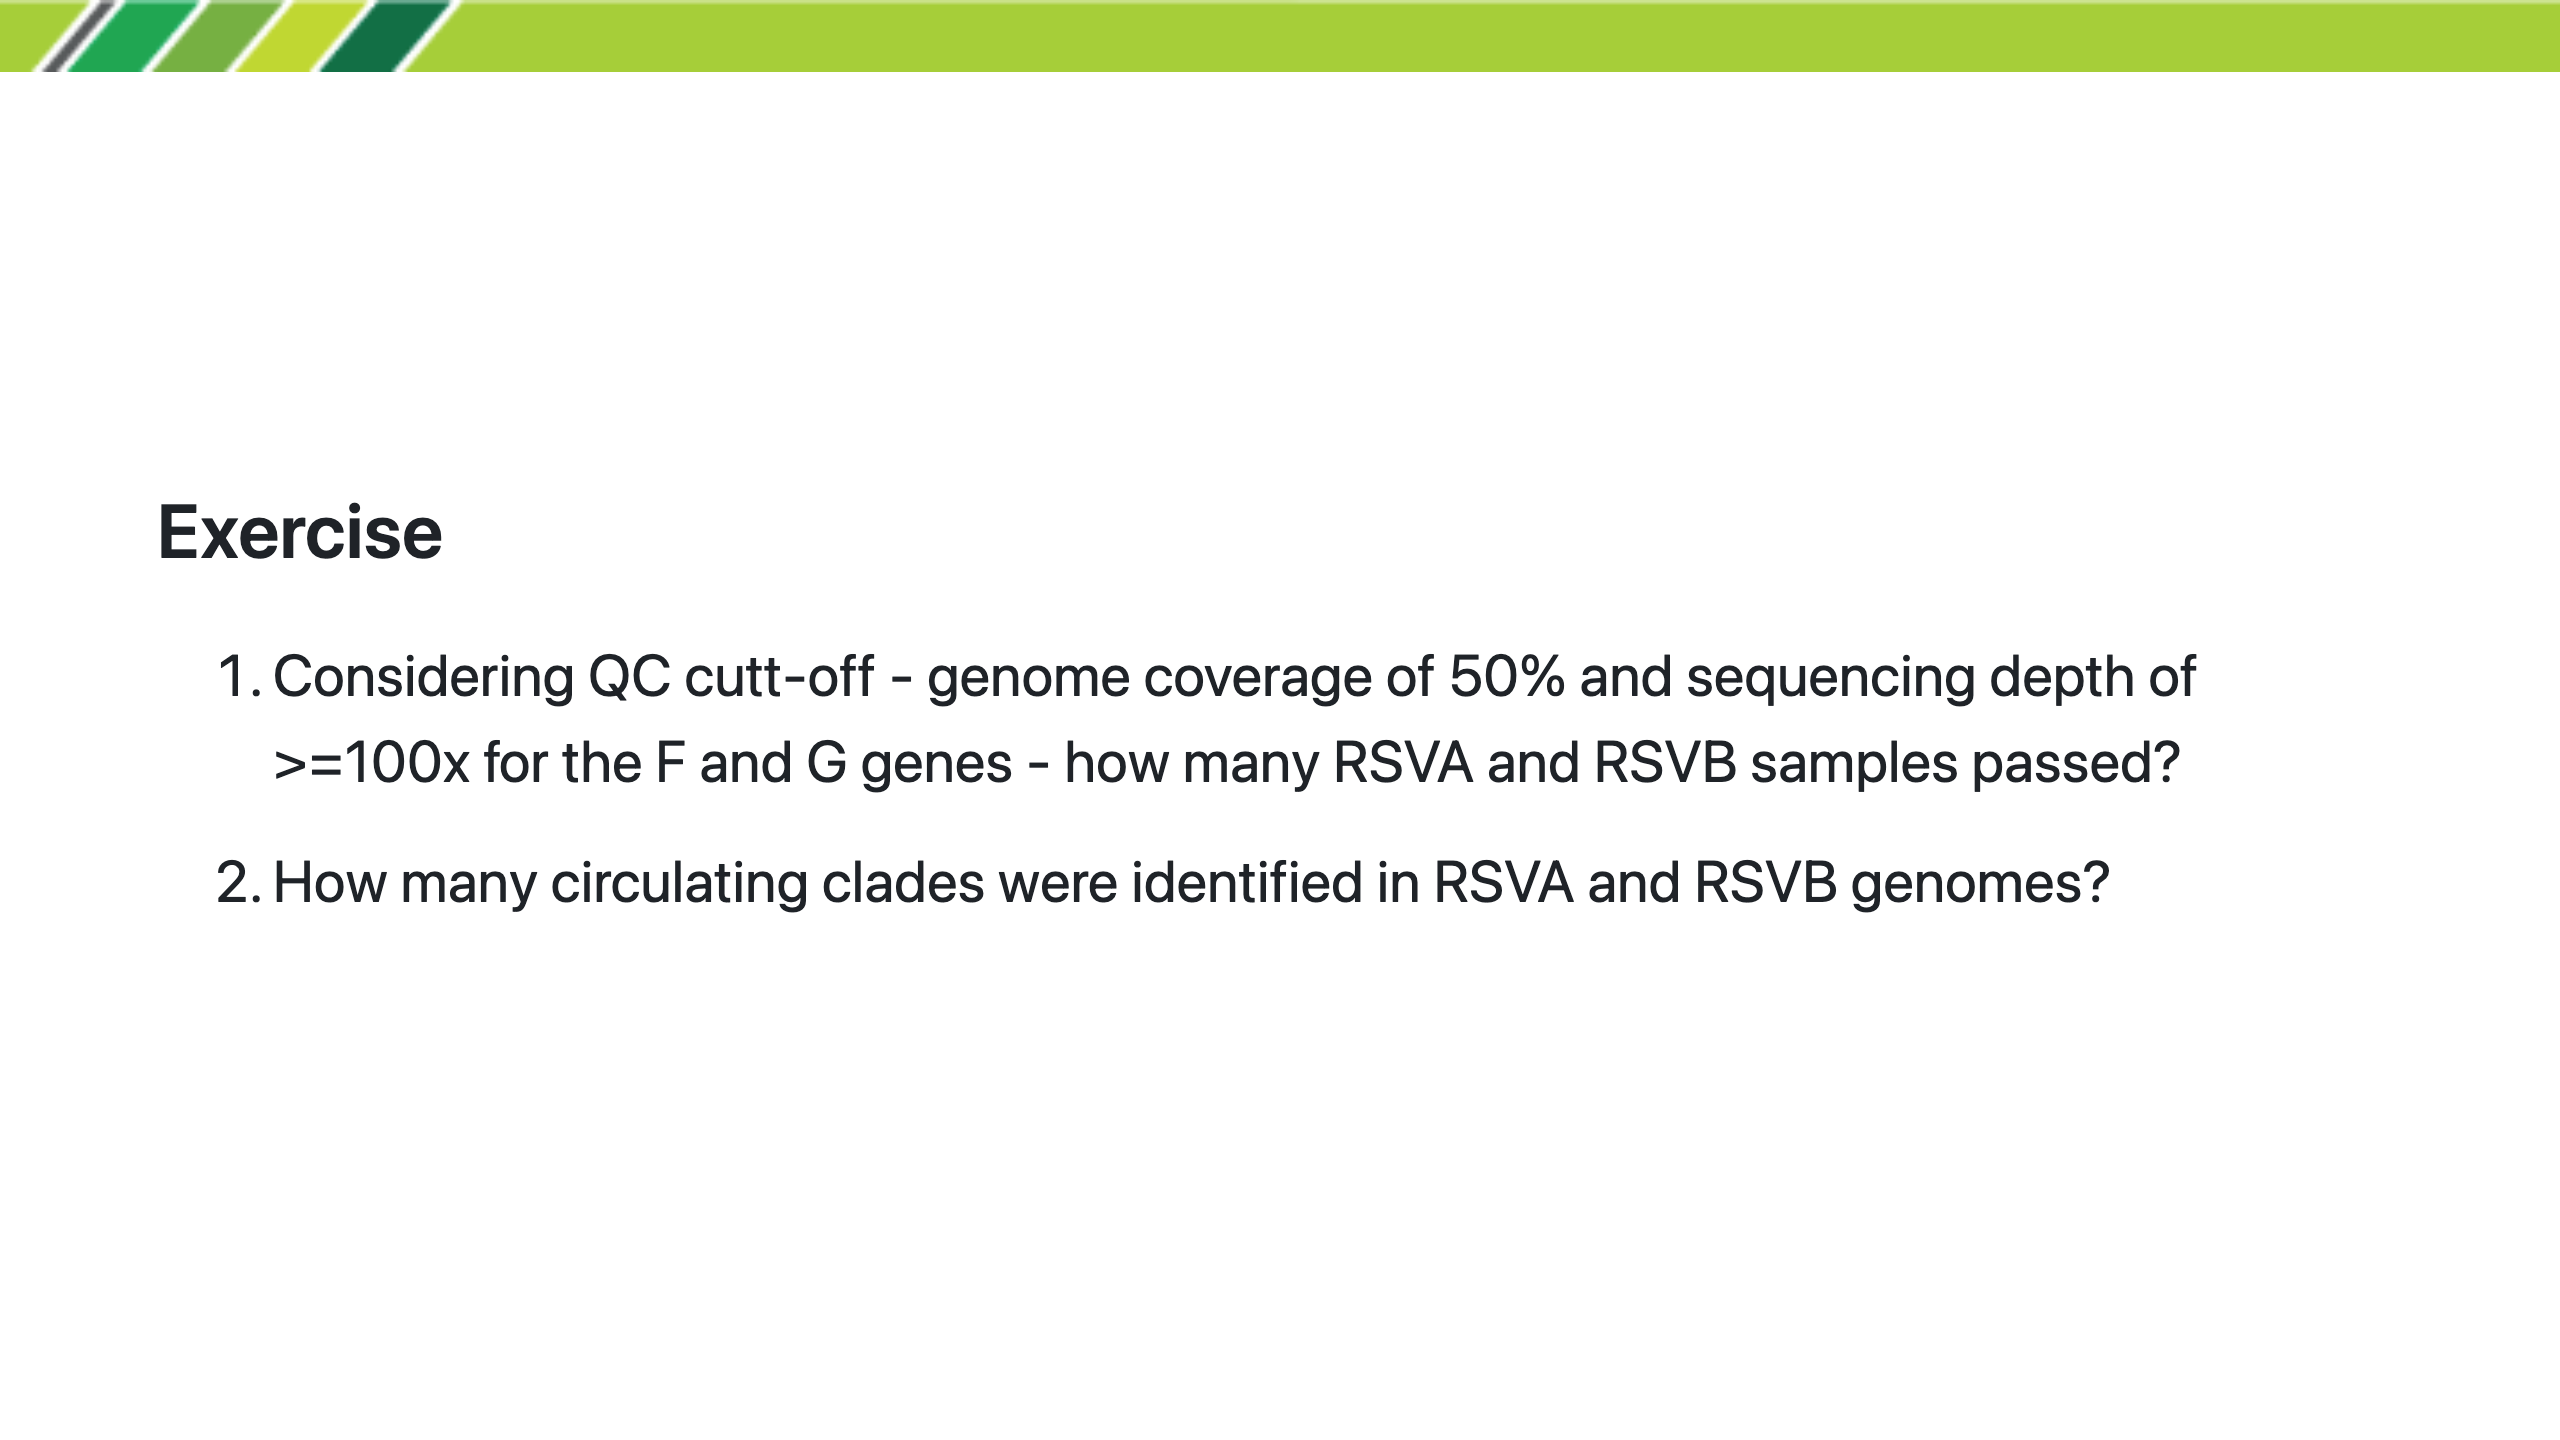 Exercise
1. Considering QC cutt-off - genome coverage of 50% and sequencing depth of
>=100x for the F and G genes - how many RSVA and RSVB samples passed?
2. How many circulating clades were identified in RSVA and RSVB genomes?